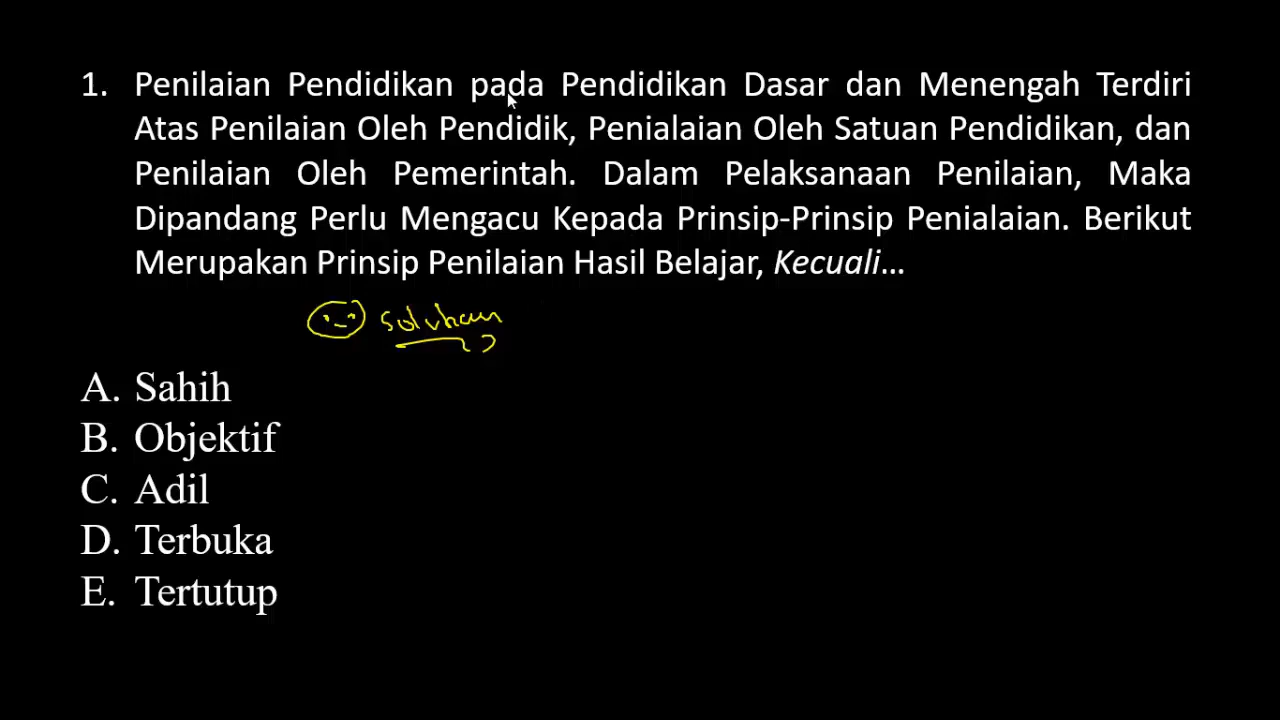 1. Penilaian Pendidikan pada Pendidikan Dasar dan Menengah Terdiri
Atas Penilaian Oleh Pendidik, Penialaian Oleh Satuan Pendidikan, dan
Penilaian Oleh Pemerintah. Dalam Pelaksanaan Penilaian, Maka
Dipandang Perlu Mengacu Kepada Prinsip-Prinsip Penialaian. Berikut
Merupakan Prinsip Penilaian Hasil Belajar, Kecuali...
A. Sahih
B. Objektif
C. Adil
D. Terbuka
E. Tertutup